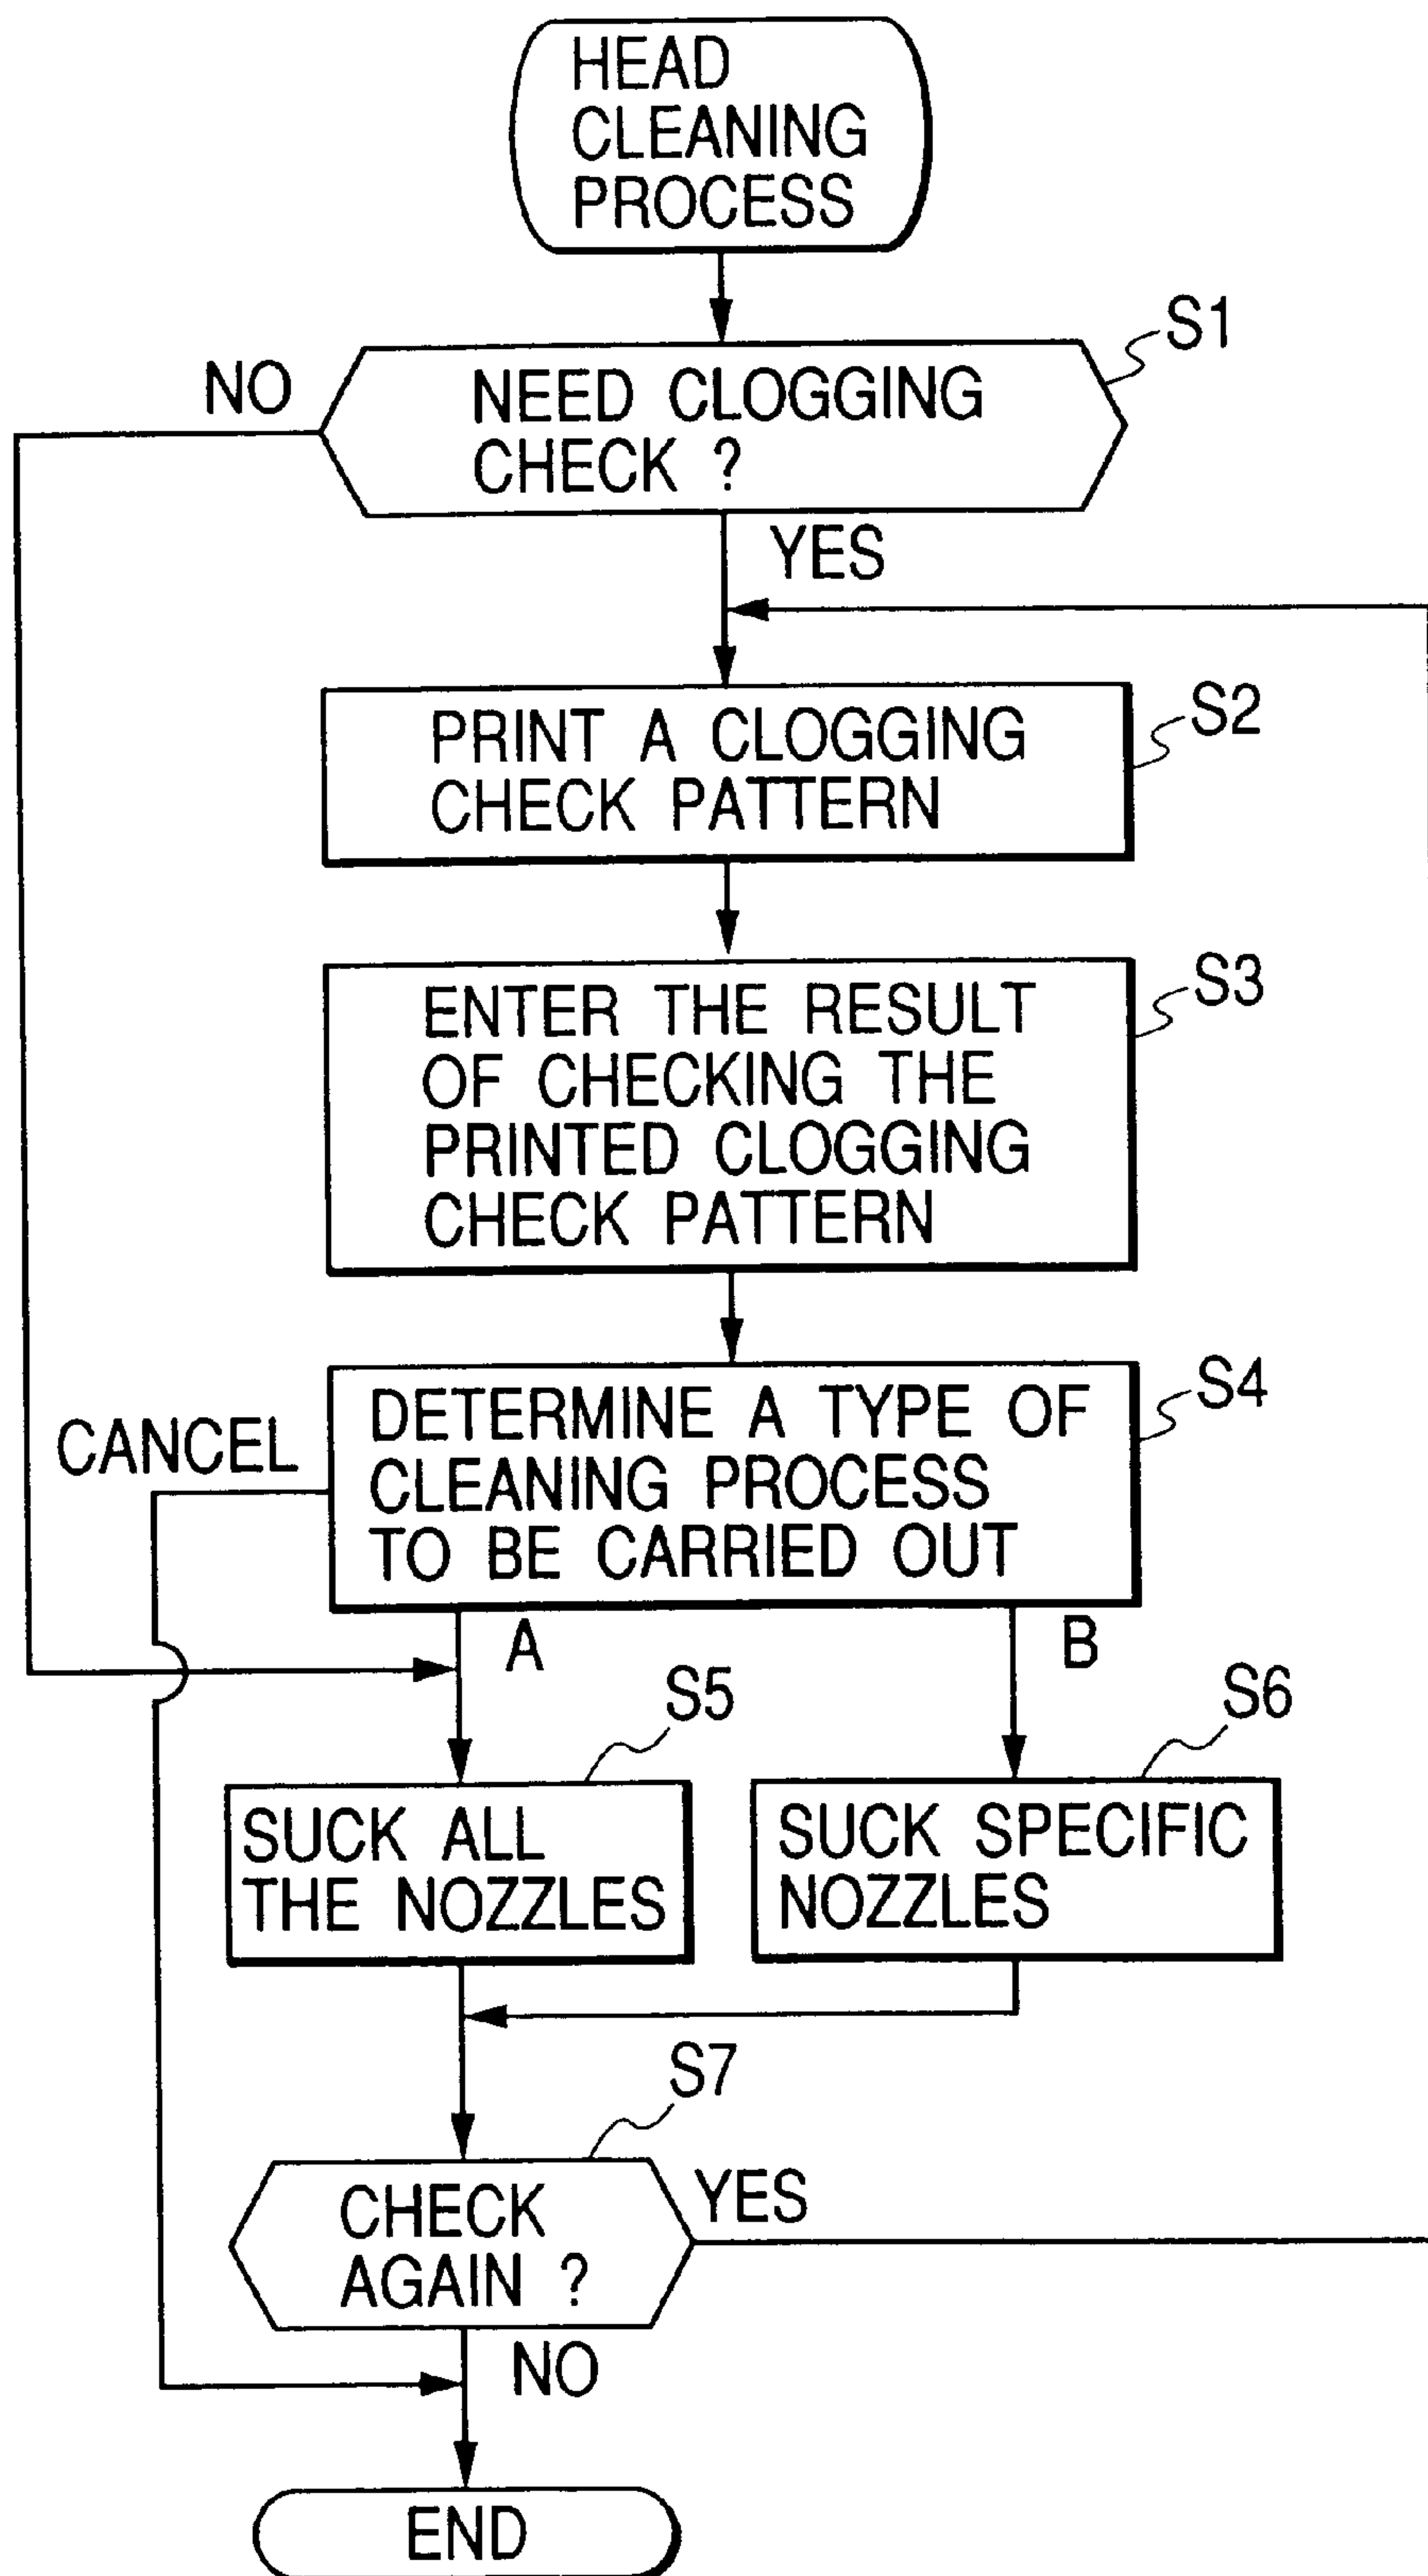 HEAD
CLEANING
PROCESS
S1
NO
NEED CLOGGING
CHECK ?
YES
S2
PRINT A CLOGGING
CHECK PATTERN
S3
ENTER THE RESULT
OF CHECKING THE
PRINTED CLOGGING
CHECK PATTERN
S4
CANCEL
DETERMINE A TYPE OF
CLEANING PROCESS
TO BE CARRIED OUT
A
B
S5
S6
SUCK ALL
THE NOZZLES
SUCK SPECIFIC
NOZZLES
S7
CHECK
AGAIN ?
YES
NO
END